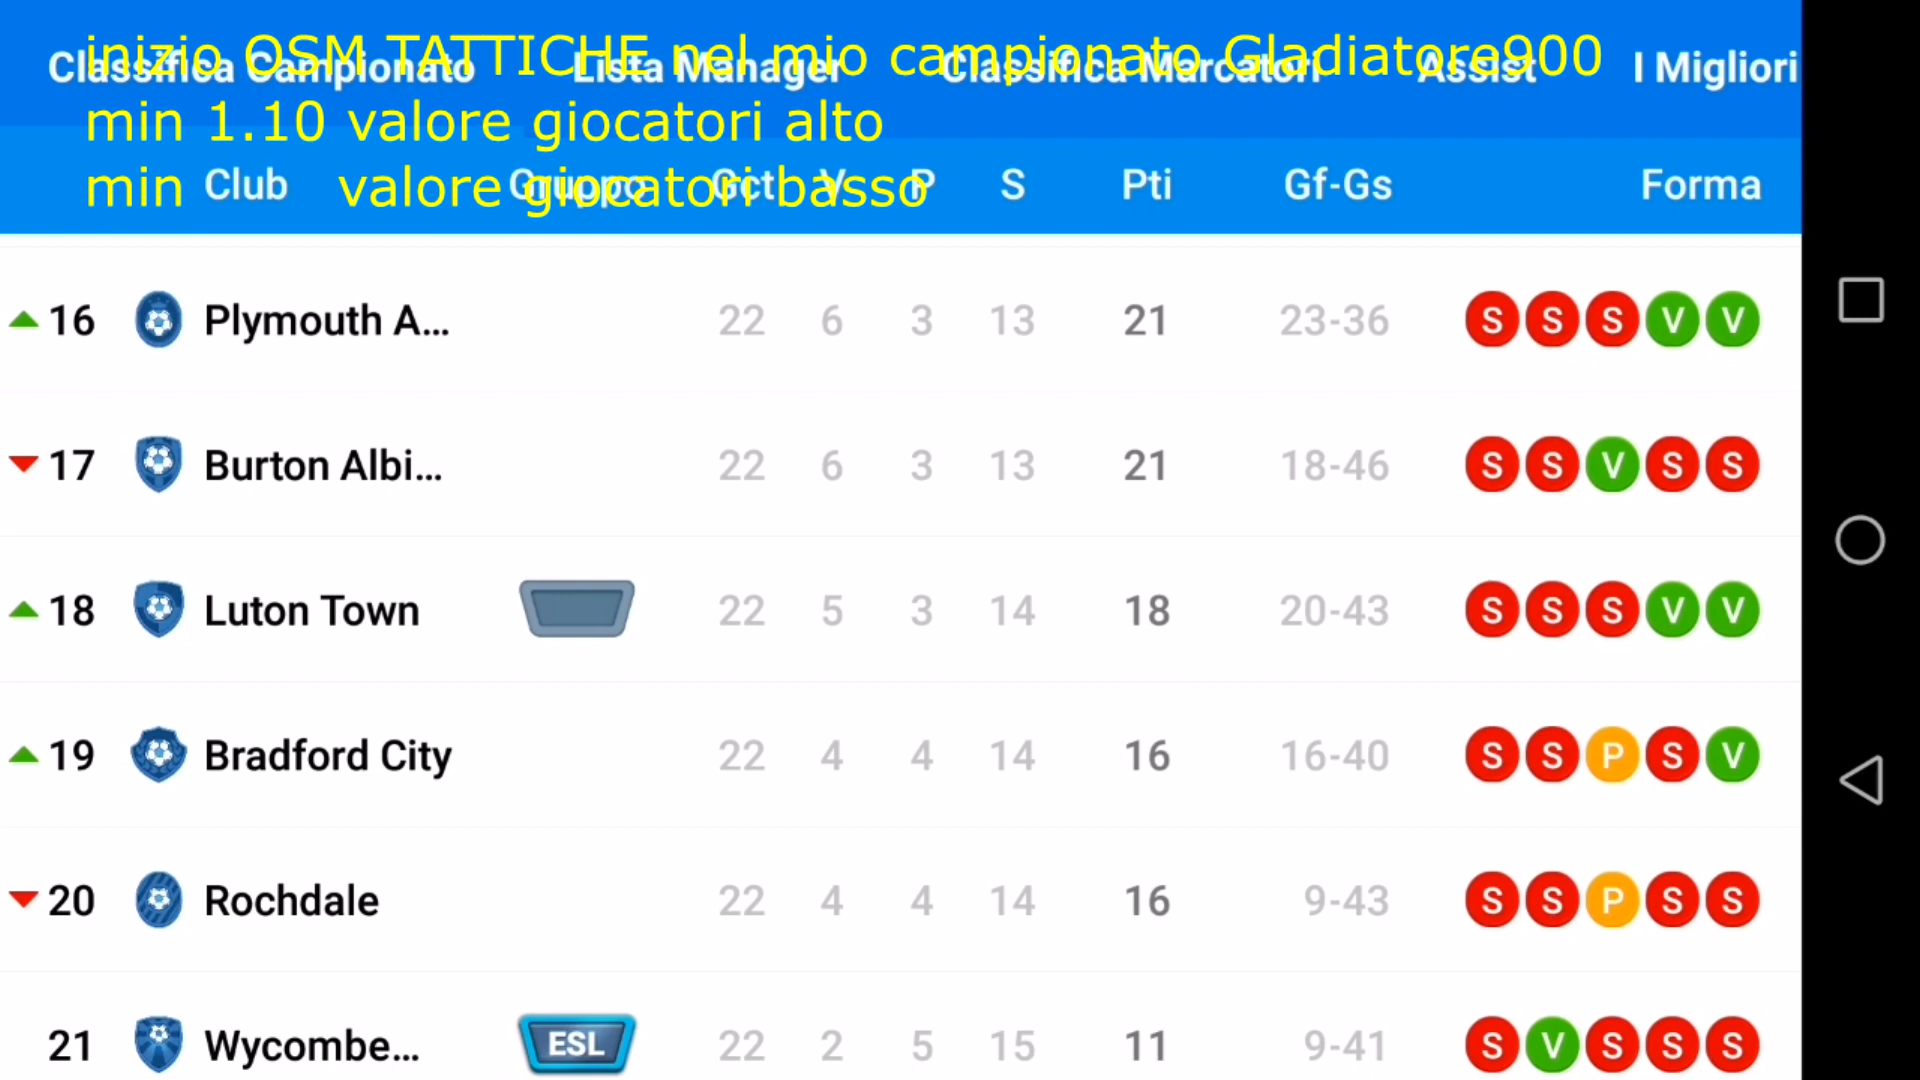 inizio OSM TATTICHE nel mio campionato Gladiatore900
Classifica Campionato Lista Manager Classifica Marcatori Assist I Migliori
min 1.10 valore giocatori alto
min valore giocatori basso
Club Gruppo Gct V P S Pti Gf-Gs Forma
16 Plymouth A... 22 6 3 13 21 23-36 S S S V V
17 Burton Albi... 22 6 3 13 21 18-46 S S V S S
18 Luton Town 22 5 3 14 18 20-43 S S S V V
19 Bradford City 22 4 4 14 16 16-40 S S P S V
20 Rochdale 22 4 4 14 16 9-43 S S P S S
21 Wycombe... ESL 22 2 5 15 11 9-41 S V S S S